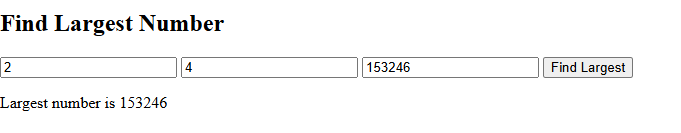 Find Largest Number
2 4 153246 Find Largest
Largest number is 153246